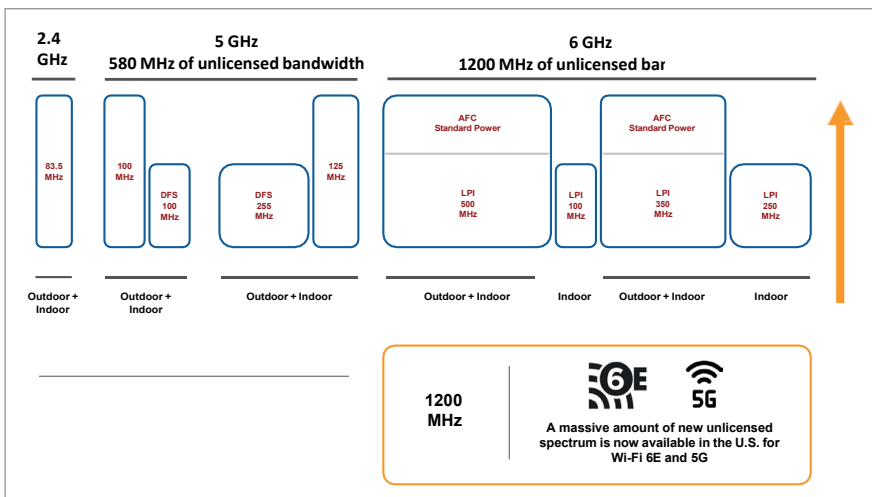 2.4
GHz
5 GHz
580 MHz of unlicensed bandwidth
6 GHz
1200 MHz of unlicensed bar
83.5
MHz
100
MHz
DFS
100
MHz
DFS
255
MHz
125
MHz
AFC
Standard Power
LPI
500
MHz
LPI
100
MHz
AFC
Standard Power
LPI
350
MHz
LPI
250
MHz
Outdoor +
Indoor
Outdoor +
Indoor
Outdoor + Indoor
Outdoor + Indoor
Indoor
Outdoor + Indoor
Indoor
1200
MHz
6E
5G
A massive amount of new unlicensed
spectrum is now available in the U.S. for
Wi-Fi 6E and 5G